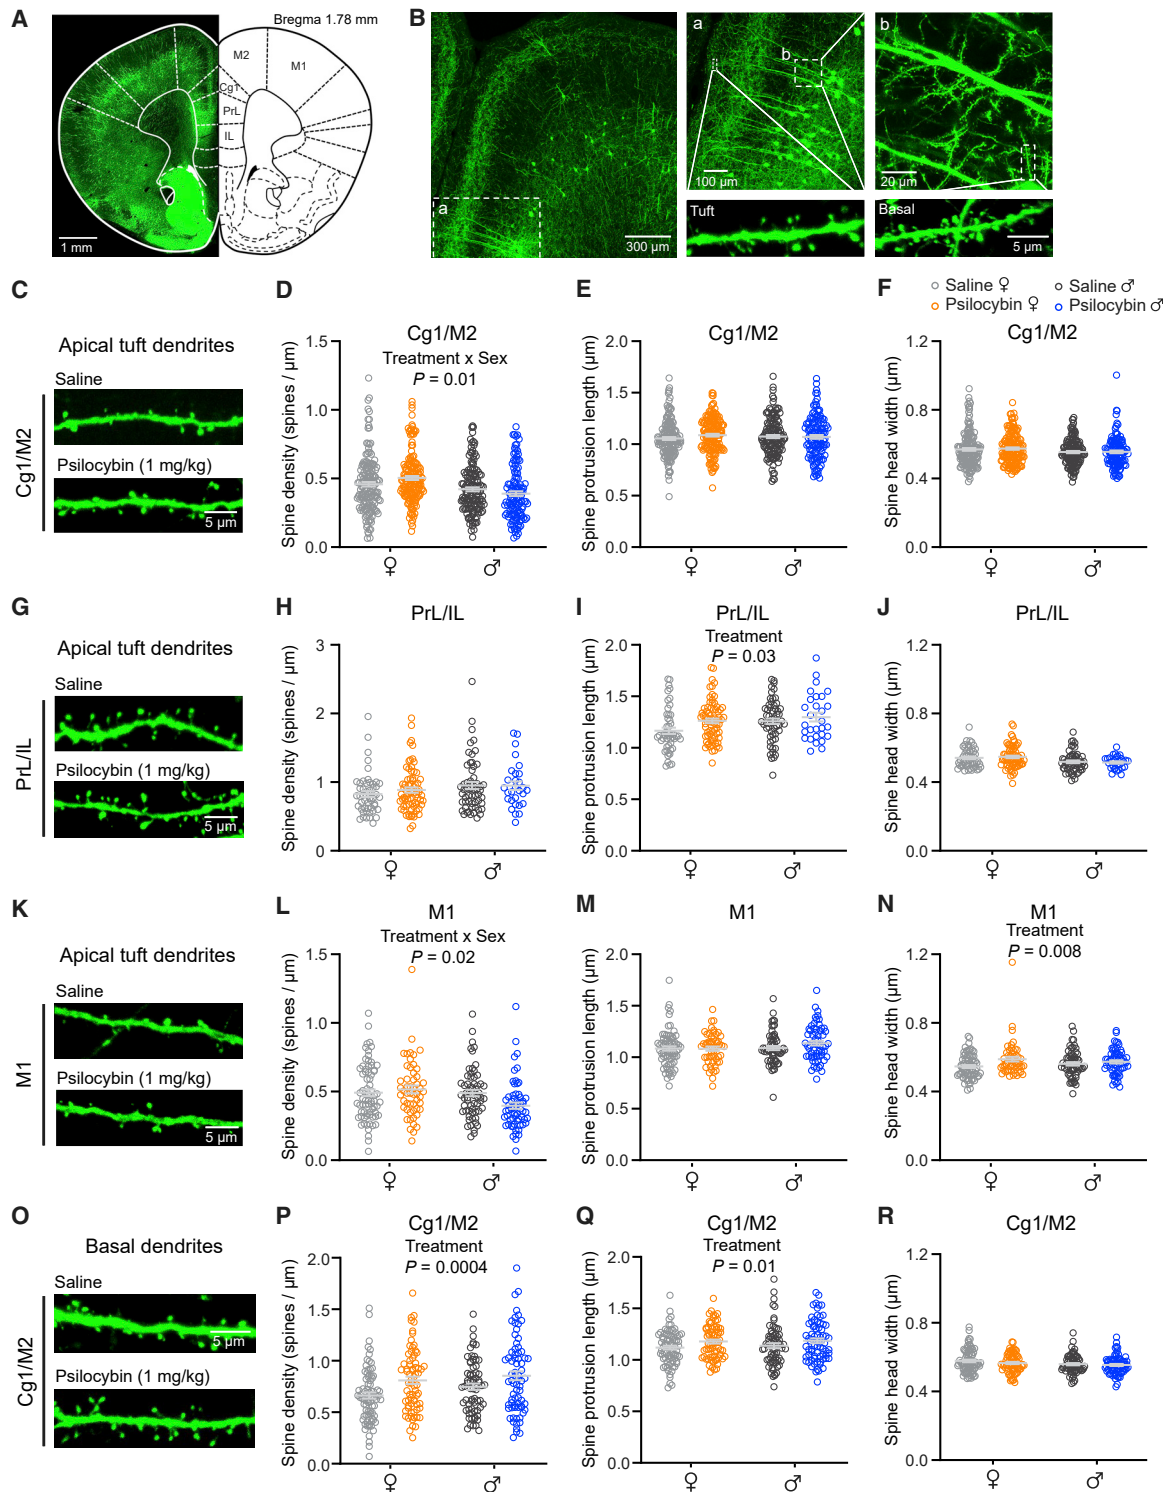 A
Bregma 1.78 mm
M2
M1
Cg1
PrL
IL
1 mm
B
a
300 µm
a
b
100 µm
b
20 µm
Tuft
Basal
5 µm
C
Apical tuft dendrites
Saline
Cg1/M2
Psilocybin (1 mg/kg)
5 µm
D
Cg1/M2
Treatment x Sex
P = 0.01
Spine density (spines / µm)
1.5
1.0
0.5
0.0
♀
♂
E
Cg1/M2
Spine protrusion length (µm)
2.0
1.5
1.0
0.5
0.0
♀
♂
F
Saline ♀
Saline ♂
Psilocybin ♀
Psilocybin ♂
Cg1/M2
Spine head width (µm)
1.2
0.8
0.4
0.0
♀
♂
G
Apical tuft dendrites
Saline
PrL/IL
Psilocybin (1 mg/kg)
5 µm
H
PrL/IL
Spine density (spines / µm)
3
2
1
0
♀
♂
I
PrL/IL
Treatment
P = 0.03
Spine protrusion length (µm)
2.0
1.5
1.0
0.5
0.0
♀
♂
J
PrL/IL
Spine head width (µm)
1.2
0.8
0.4
0.0
♀
♂
K
Apical tuft dendrites
Saline
M1
Psilocybin (1 mg/kg)
5 µm
L
M1
Treatment x Sex
P = 0.02
Spine density (spines / µm)
1.5
1.0
0.5
0.0
♀
♂
M
M1
Spine protrusion length (µm)
2.0
1.5
1.0
0.5
0.0
♀
♂
N
M1
Treatment
P = 0.008
Spine head width (µm)
1.2
0.8
0.4
0.0
♀
♂
O
Basal dendrites
Saline
5 µm
Cg1/M2
Psilocybin (1 mg/kg)
P
Cg1/M2
Treatment
P = 0.0004
Spine density (spines / µm)
2.0
1.5
1.0
0.5
0.0
♀
♂
Q
Cg1/M2
Treatment
P = 0.01
Spine protrusion length (µm)
2.0
1.5
1.0
0.5
0.0
♀
♂
R
Cg1/M2
Spine head width (µm)
1.2
0.8
0.4
0.0
♀
♂